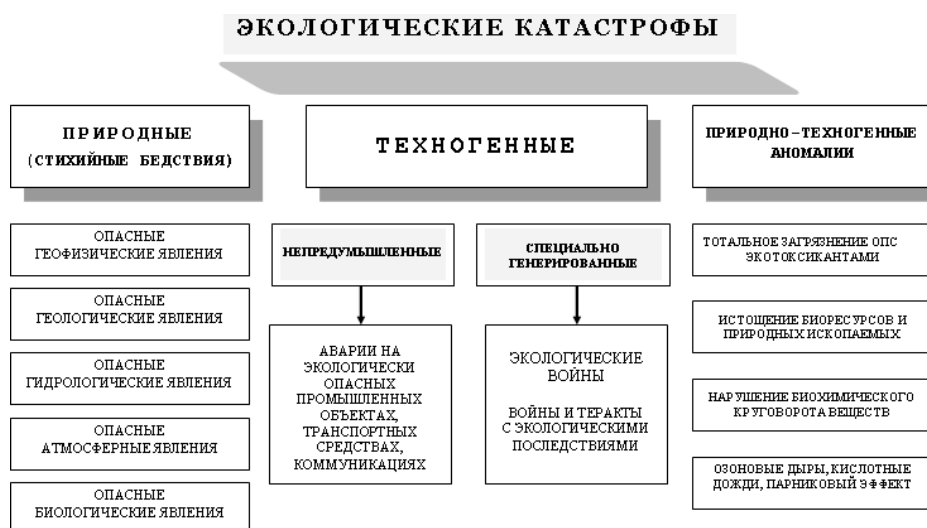 ЭКОЛОГИЧЕСКИЕ КАТАСТРОФЫ
ПРИРОДНЫЕ
(СТИХИЙНЫЕ БЕДСТВИЯ)
ОПАСНЫЕ
ГЕОФИЗИЧЕСКИЕ ЯВЛЕНИЯ
ОПАСНЫЕ
ГЕОЛОГИЧЕСКИЕ ЯВЛЕНИЯ
ОПАСНЫЕ
ГИДРОЛОГИЧЕСКИЕ ЯВЛЕНИЯ
ОПАСНЫЕ
АТМОСФЕРНЫЕ ЯВЛЕНИЯ
ОПАСНЫЕ
БИОЛОГИЧЕСКИЕ ЯВЛЕНИЯ
ТЕХНОГЕННЫЕ
НЕПРЕДУМЫШЛЕННЫЕ
АВАРИИ НА
ЭКОЛОГИЧЕСКИ
ОПАСНЫХ
ПРОМЫШЛЕННЫХ
ОБЪЕКТАХ,
ТРАНСПОРТНЫХ
СРЕДСТВАХ,
КОММУНИКАЦИЯХ
СПЕЦИАЛЬНО
ГЕНЕРИРОВАННЫЕ
ЭКОЛОГИЧЕСКИЕ
ВОЙНЫ
ВОЙНЫ И ТЕРАКТЫ
С ЭКОЛОГИЧЕСКИМИ
ПОСЛЕДСТВИЯМИ
ПРИРОДНО-ТЕХНОГЕННЫЕ
АНОМАЛИИ
ТОТАЛЬНОЕ ЗАГРЯЗНЕНИЕ ОПС
ЭКОТОКСИКАНТАМИ
ИСТОЩЕНИЕ БИОРЕСУРСОВ И
ПРИРОДНЫХ ИСКОПАЕМЫХ
НАРУШЕНИЕ БИОХИМИЧЕСКОГО
КРУГОВОРОТА ВЕЩЕСТВ
ОЗОНОВЫЕ ДЫРЫ, КИСЛОТНЫЕ
ДОЖДИ, ПАРНИКОВЫЙ ЭФФЕКТ